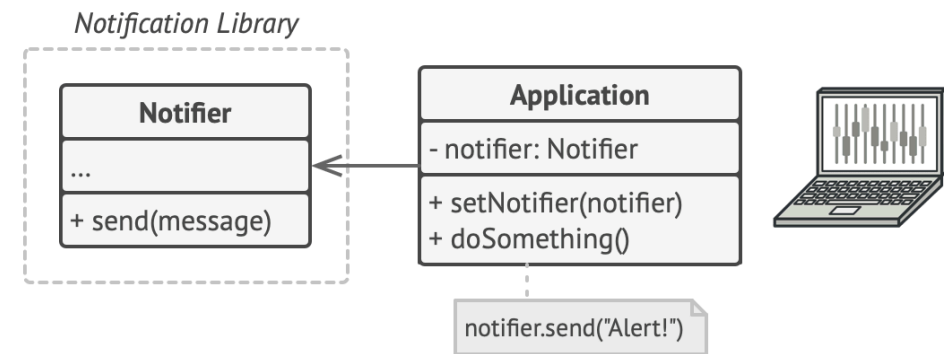 Notification Library
Notifier
...
+ send(message)
Application
- notifier: Notifier
+ setNotifier(notifier)
+ doSomething()
notifier.send("Alert!")